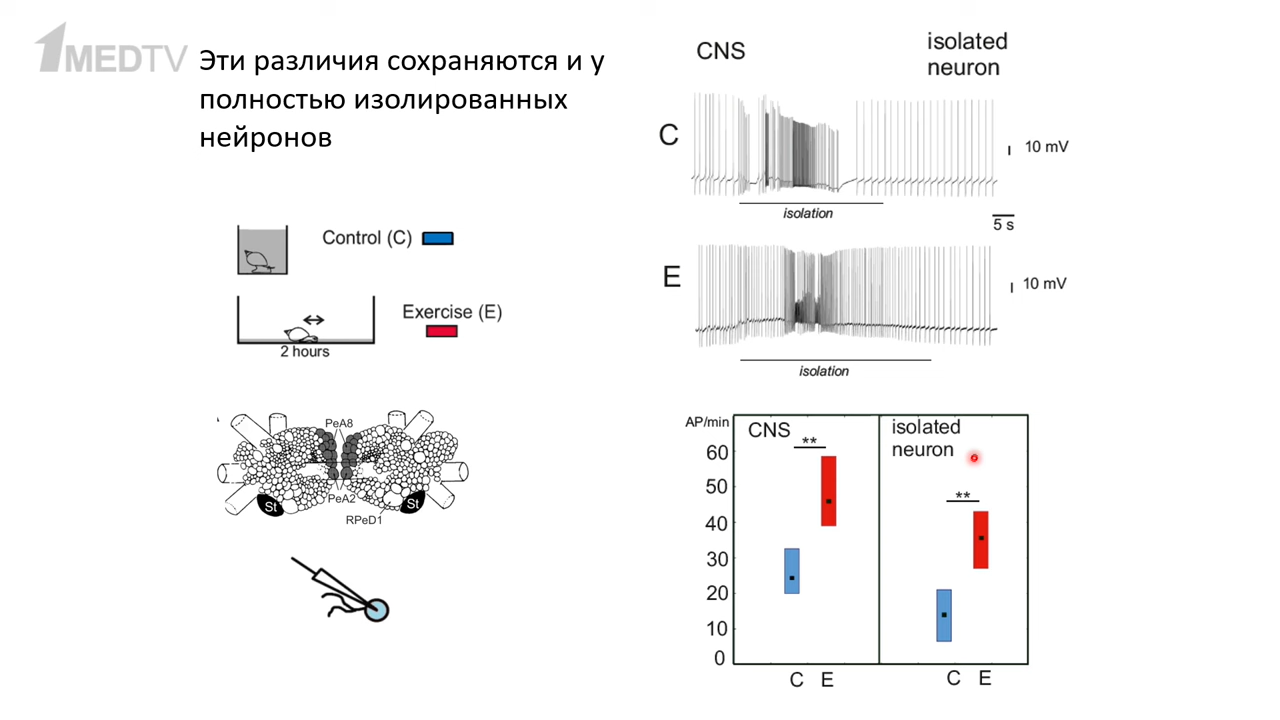 1MEDTV
Эти различия сохраняются и у
полностью изолированных
нейронов
Control (C)
Exercise (E)
2 hours
PeA8
PeA2
St
St
RPeD1
CNS
isolated
neuron
C
10 mV
isolation
5 s
E
10 mV
isolation
AP/min
CNS
**
isolated
neuron
**
60
50
40
30
20
10
0
C E
C E